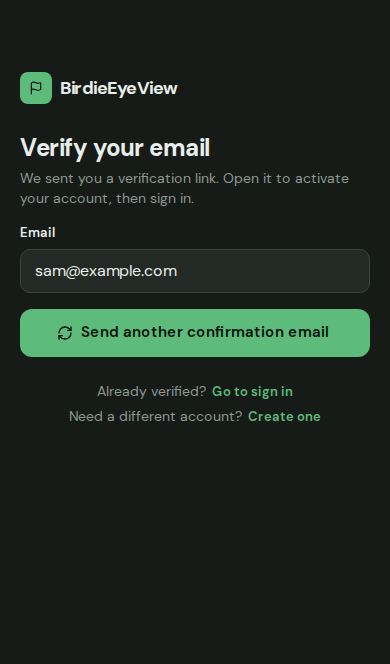 BirdieEyeView
Verify your email
We sent you a verification link. Open it to activate
your account, then sign in.
Email
sam@example.com
Send another confirmation email
Already verified? Go to sign in
Need a different account? Create one